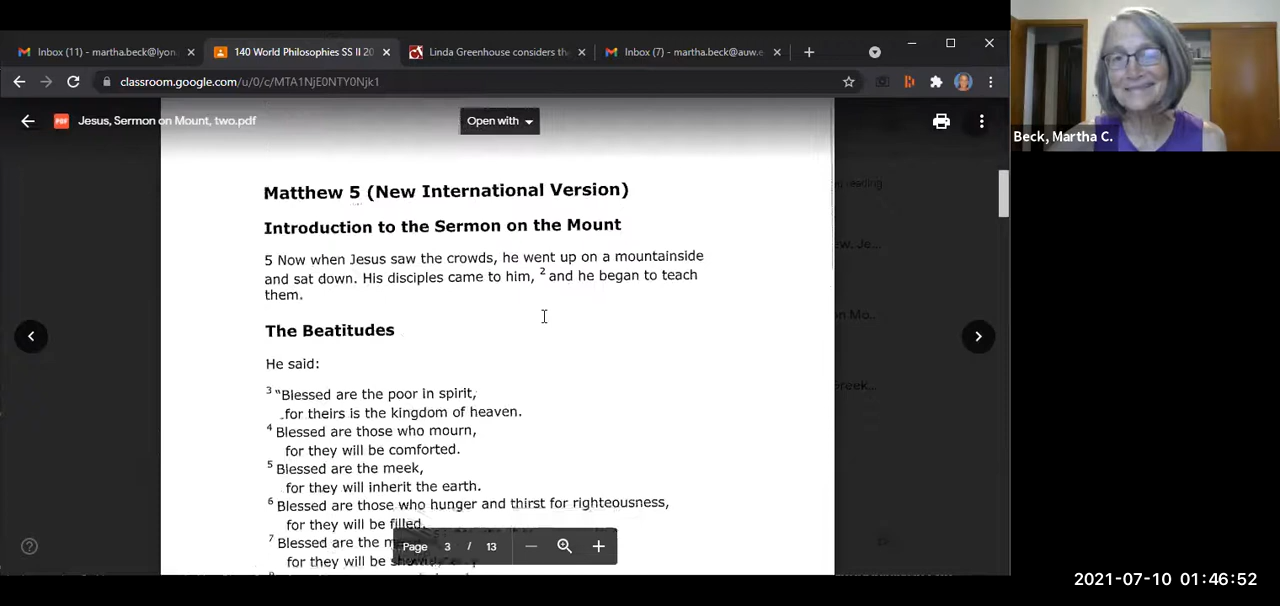 Inbox (11) - martha.beck@lyon.
140 World Philosophies SS II 20
Linda Greenhouse considers the
Inbox (7) - martha.beck@auw.e
classroom.google.com/u/0/c/MTA1NjE0NTY0Njk1
Jesus, Sermon on Mount, two.pdf
Open with
Beck, Martha C.
Matthew 5 (New International Version)
Introduction to the Sermon on the Mount
5 Now when Jesus saw the crowds, he went up on a mountainside
and sat down. His disciples came to him, 2 and he began to teach
them.
The Beatitudes
He said:
3 "Blessed are the poor in spirit,
for theirs is the kingdom of heaven.
4 Blessed are those who mourn,
for they will be comforted.
5 Blessed are the meek,
for they will inherit the earth.
6 Blessed are those who hunger and thirst for righteousness,
for they will be filled.
7 Blessed are the
for they will be
Page 3 / 13
reading
ew, Je...
on Mo...
reek...
2021-07-10 01:46:52